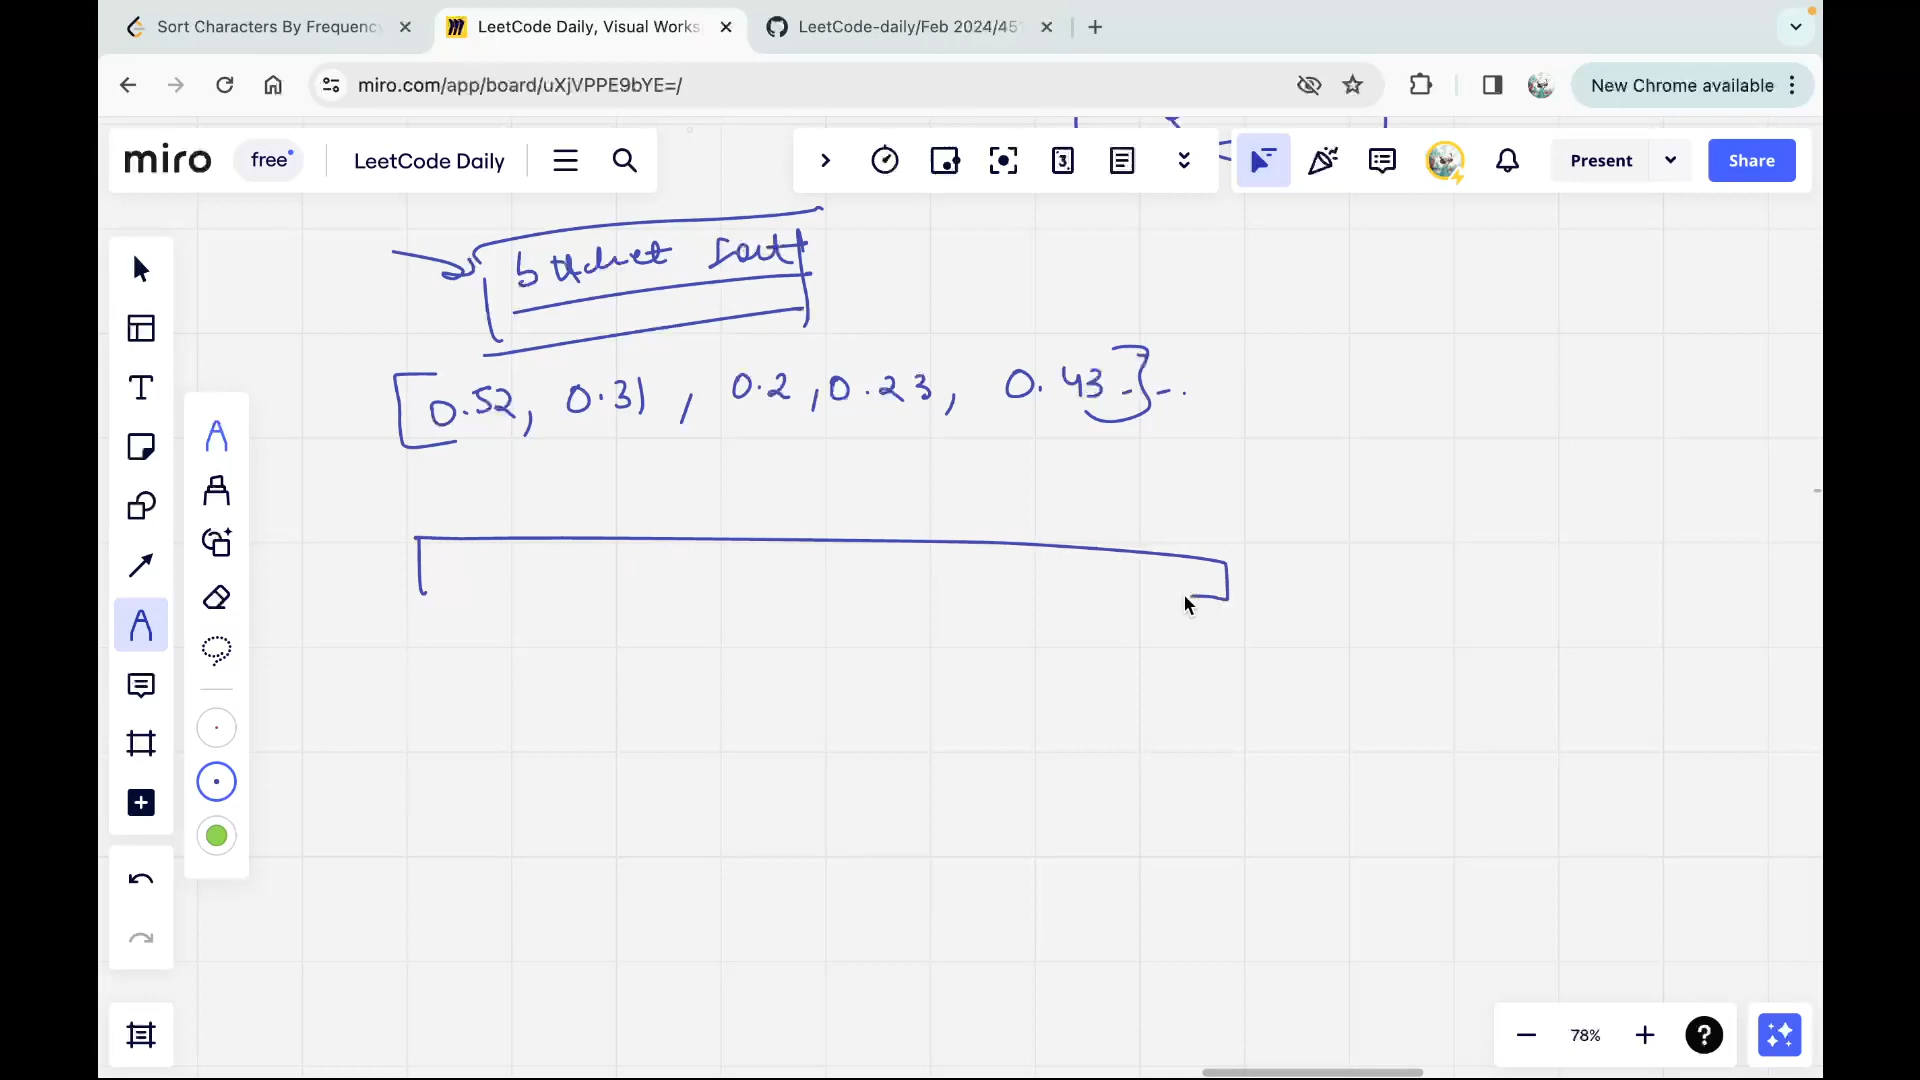 Sort Characters By Frequenc
LeetCode Daily, Visual Works
LeetCode-daily/Feb 2024/45
miro.com/app/board/uXjVPPE9bYE=/
New Chrome available
miro free LeetCode Daily
3
Present
Share
bucket sort
[0.52, 0.31, 0.2, 0.23, 0.43-]-.
78%
?